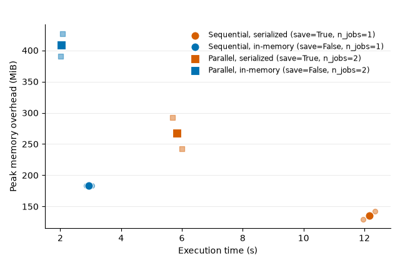 Sequential, serialized (save=True, n_jobs=1)
Sequential, in-memory (save=False, n_jobs=1)
Parallel, serialized (save=True, n_jobs=2)
Parallel, in-memory (save=False, n_jobs=2)
Peak memory overhead (MiB)
400
350
300
250
200
150
2 4 6 8 10 12
Execution time (s)